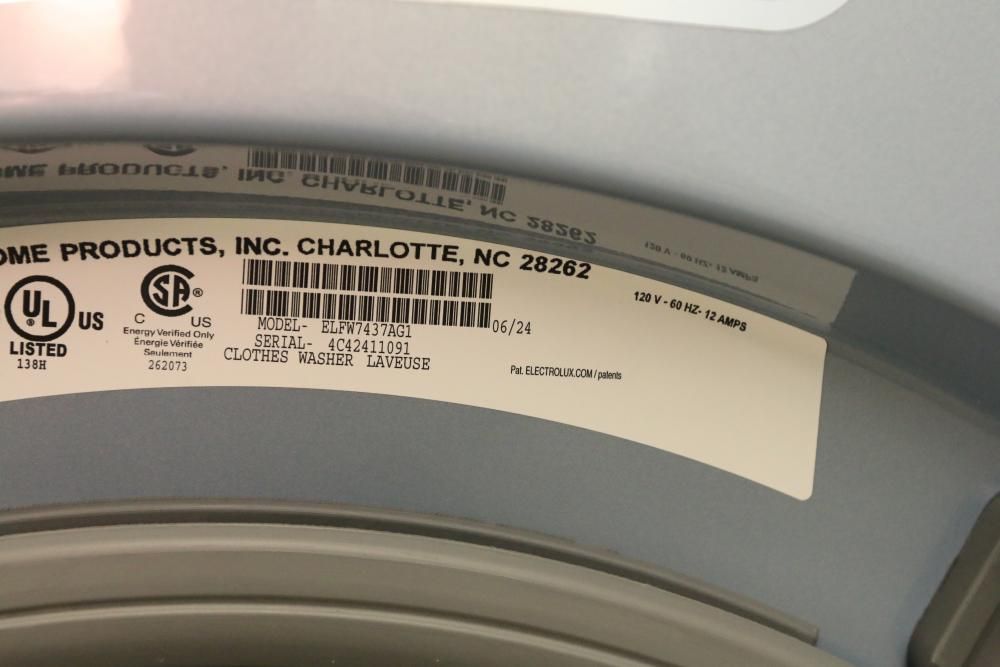 OME PRODUCTS, INC. CHARLOTTE, NC 28262
120 V - 60 HZ- 12 AMPS
UL ® US
LISTED
138H
SA ®
C US
Energy Verified Only
Énergie Vérifiée
Seulement
262073
MODEL- ELFW7437AG1
06/24
SERIAL- 4C42411091
CLOTHES WASHER LAVEUSE
Pat. ELECTROLUX.COM / patents